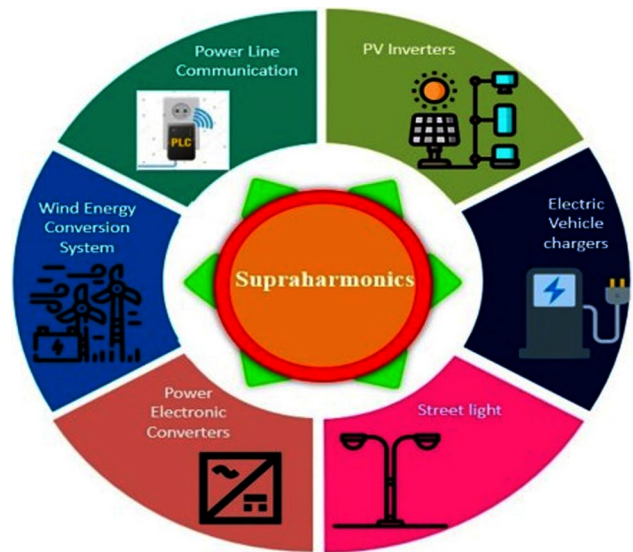 Power Line
Communication
PLC
PV Inverters
Electric
Vehicle
chargers
Street light
Power
Electronic
Converters
Wind Energy
Conversion
System
Supraharmonics